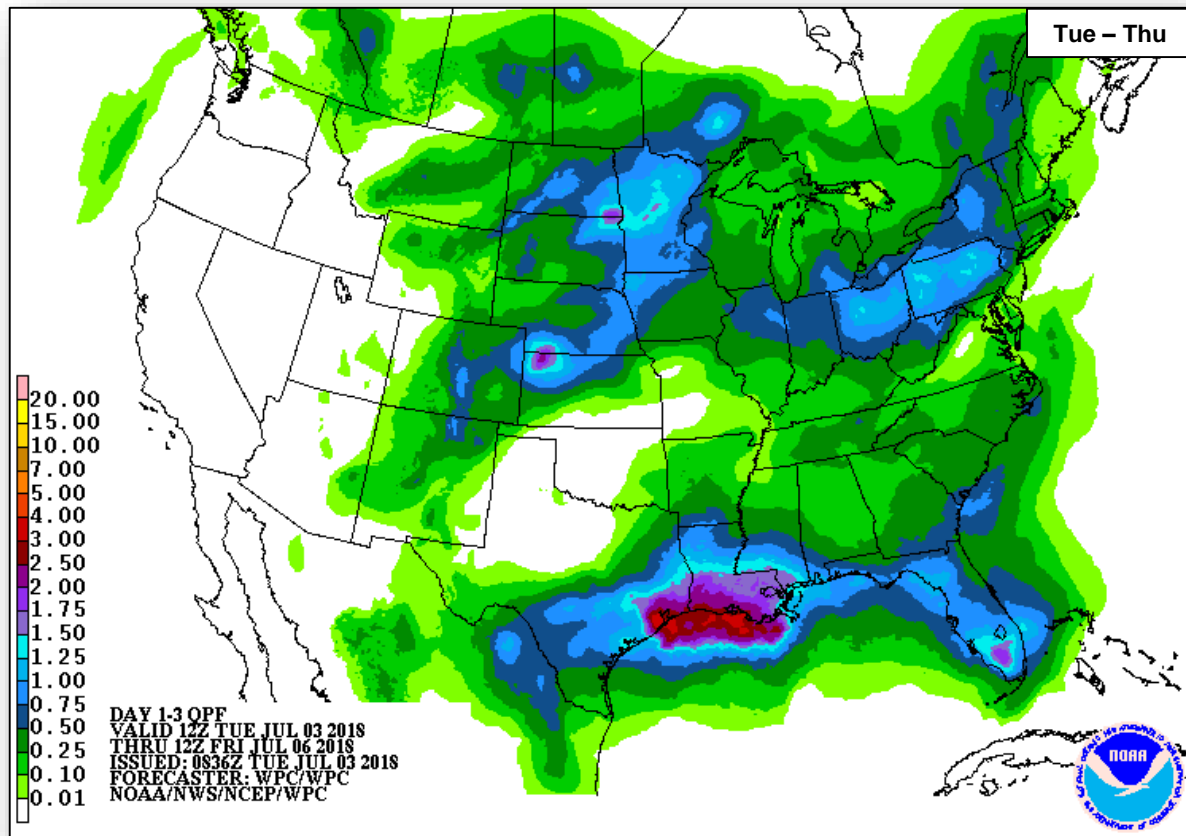 Tue – Thu
20.00
15.00
10.00
7.00
5.00
4.00
3.00
2.50
2.00
1.75
1.50
1.25
1.00
0.75
0.50
0.25
0.10
0.01
DAY 1-3 QPF
VALID 12Z TUE JUL 03 2018
THRU 12Z FRI JUL 06 2018
ISSUED: 0836Z TUE JUL 03 2018
FORECASTER: WPC/WPC
NOAA/NWS/NCEP/WPC
NOAA